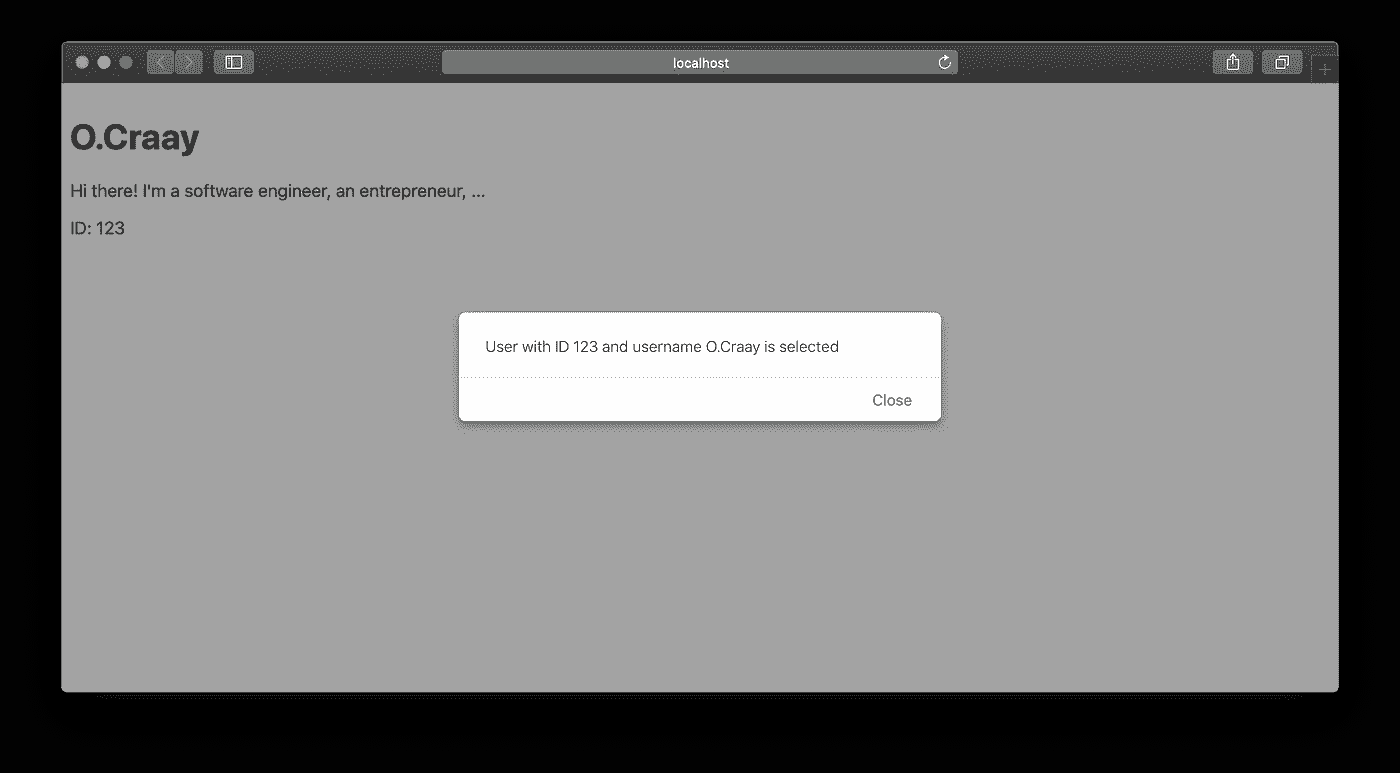 localhost
O.Craay
Hi there! I'm a software engineer, an entrepreneur, ...
ID: 123
User with ID 123 and username O.Craay is selected
Close